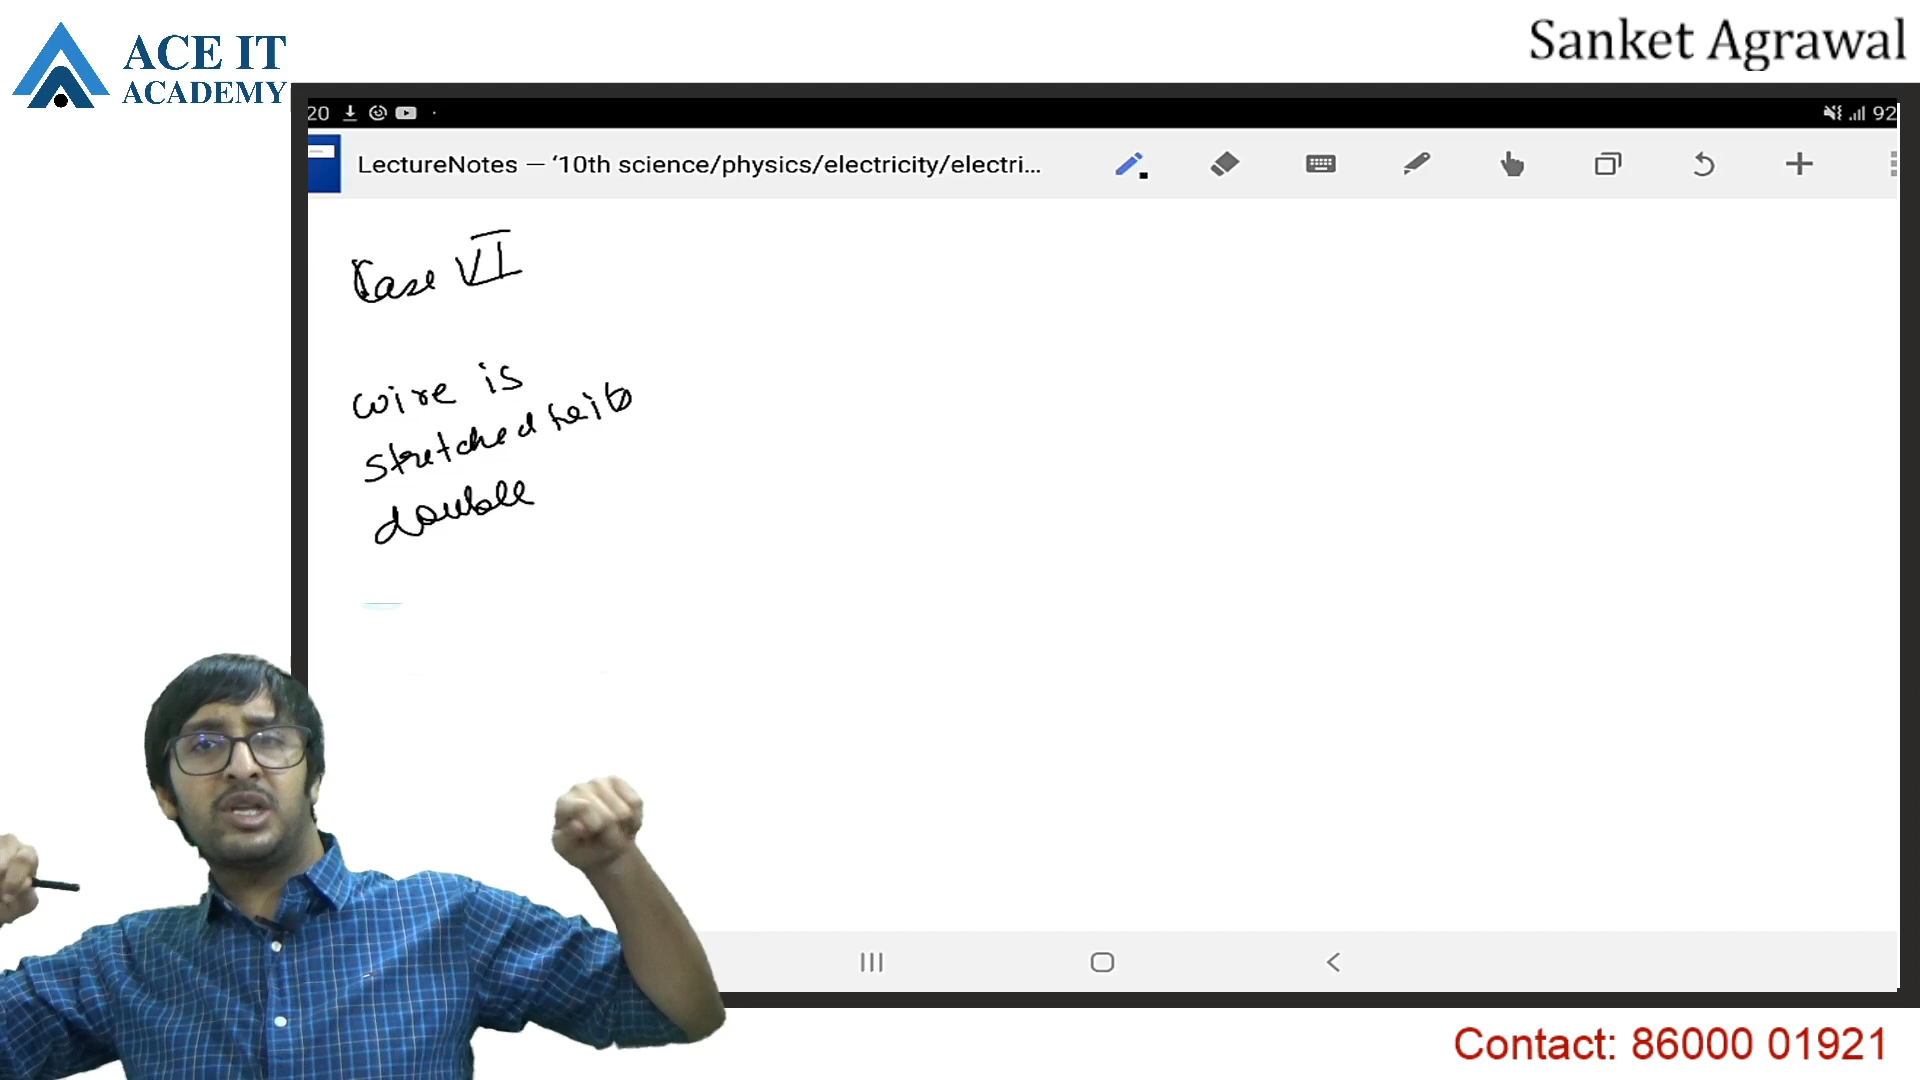 ACE IT
ACADEMY
Sanket Agrawal
20
92
LectureNotes — ‘10th science/physics/electricity/electri...
Case VI
wire is
stretched
double
Contact: 86000 01921